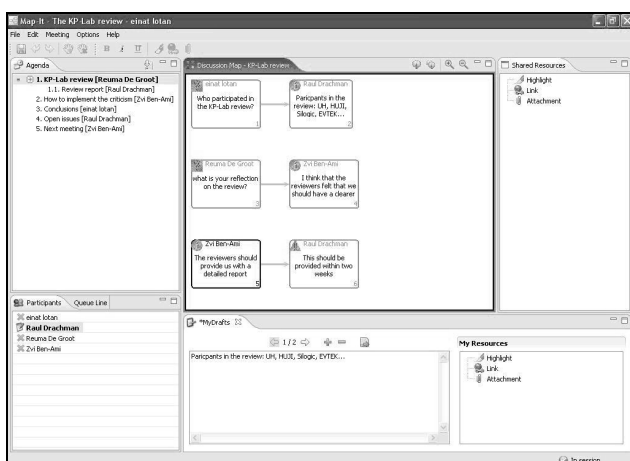 Map-It - The KP-Lab review - einat lotan
File Edit Meeting Options Help
B I U
Agenda
1. KP-Lab review [Reuma De Groot]
1.1. Review report [Raul Drachman]
2. How to implement the criticism [Zvi Ben-Ami]
3. Conclusions [einat lotan]
4. Open issues [Raul Drachman]
5. Next meeting [Zvi Ben-Ami]
Discussion Map - KP-Lab review
einat lotan
Who participated in
the KP-Lab review?
1
Raul Drachman
Paricpants in the
review: UH, HUJI,
Silogic, EVTEK...
2
Reuma De Groot
what is your reflection
on the review?
3
Zvi Ben-Ami
I think that the
reviewers felt that we
should have a clearer
4
Zvi Ben-Ami
The reviewers should
provide us with a
detailed report
5
Raul Drachman
This should be
provided within two
weeks
6
Shared Resources
Highlight
Link
Attachment
Participants Queue Line
einat lotan
Raul Drachman
Reuma De Groot
Zvi Ben-Ami
*MyDrafts
1/2
Paricpants in the review: UH, HUJI, Silogic, EVTEK...
My Resources
Highlight
Link
Attachment
In session